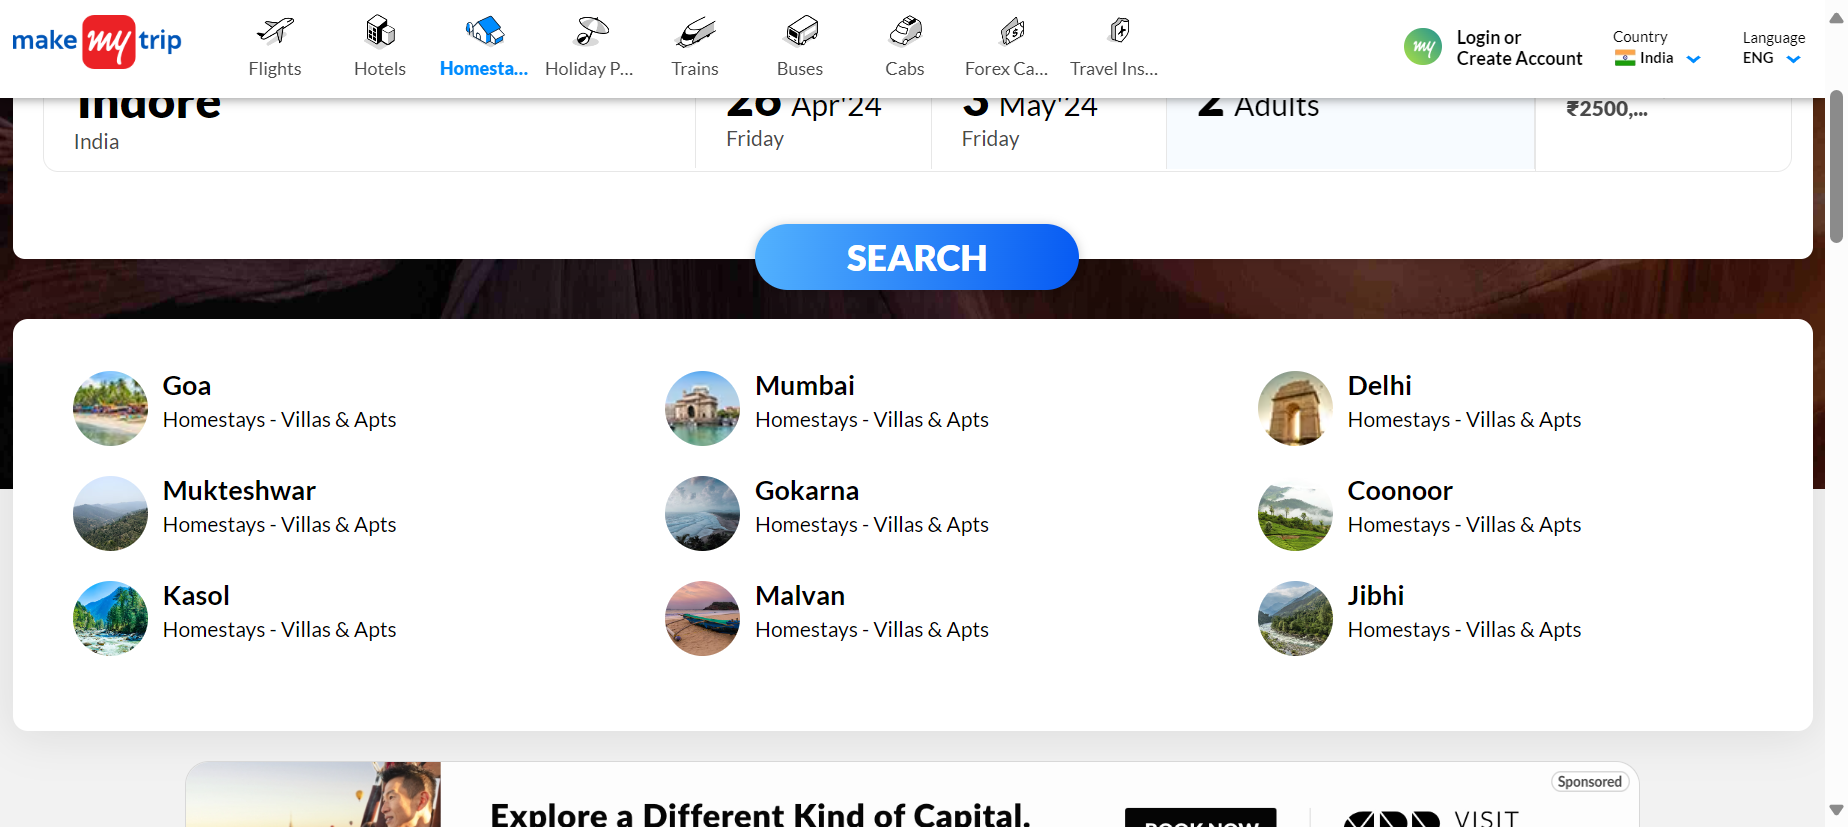 make my trip
Flights
Hotels
Homesta...
Holiday P...
Trains
Buses
Cabs
Forex Ca...
Travel Ins...
my
Login or
Create Account
Country
India
Language
ENG
Indore
India
26 Apr'24
Friday
3 May'24
Friday
2 Adults
₹2500,...
SEARCH
Goa
Homestays - Villas & Apts
Mumbai
Homestays - Villas & Apts
Delhi
Homestays - Villas & Apts
Mukteshwar
Homestays - Villas & Apts
Gokarna
Homestays - Villas & Apts
Coonoor
Homestays - Villas & Apts
Kasol
Homestays - Villas & Apts
Malvan
Homestays - Villas & Apts
Jibhi
Homestays - Villas & Apts
Sponsored
Explore a Different Kind of Capital.
BOOK NOW
VISIT